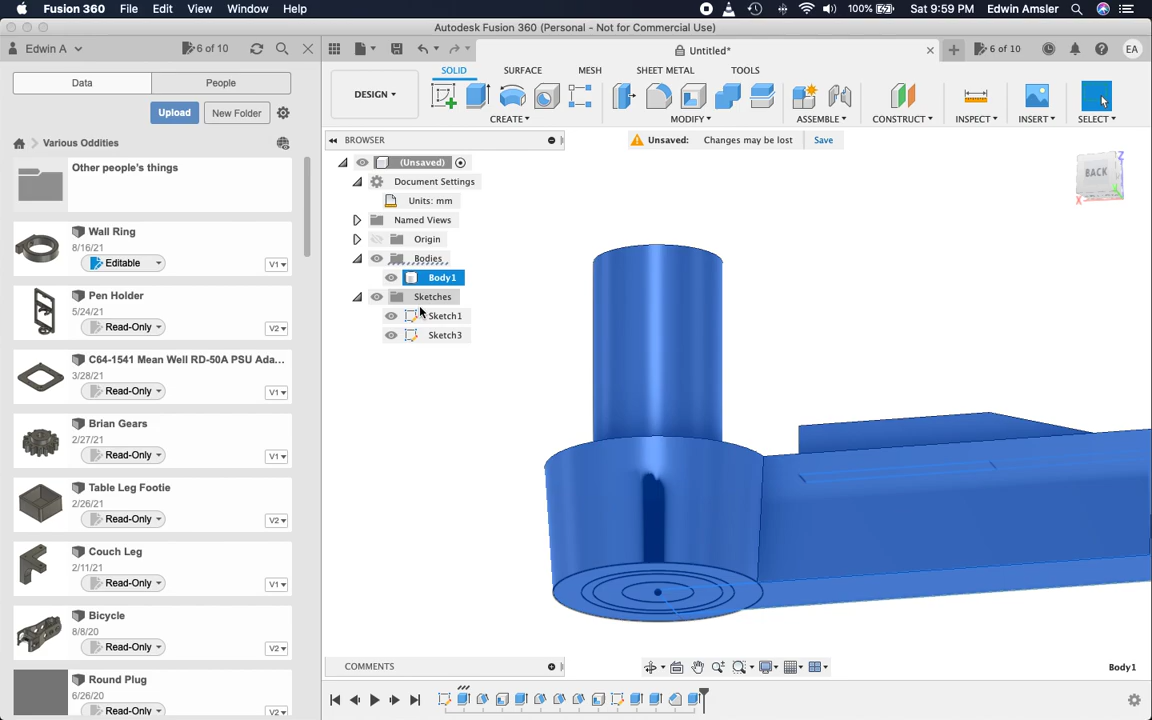 Fusion 360 File Edit View Window Help 100% Sat 9:59 PM Edwin Amsler
Autodesk Fusion 360 (Personal - Not for Commercial Use)
Edwin A 6 of 10 Untitled* 6 of 10 EA
Data People
SOLID SURFACE MESH SHEET METAL TOOLS
DESIGN
Upload New Folder
CREATE MODIFY ASSEMBLE CONSTRUCT INSPECT INSERT SELECT
Various Oddities
BROWSER
Unsaved: Changes may be lost Save
Other people's things
Wall Ring
8/16/21
Editable V1
Pen Holder
5/24/21
Read-Only V2
C64-1541 Mean Well RD-50A PSU Ada...
3/28/21
Read-Only V1
Brian Gears
2/27/21
Read-Only V1
Table Leg Footie
2/26/21
Read-Only V2
Couch Leg
2/11/21
Read-Only V1
Bicycle
8/8/20
Read-Only V2
Round Plug
6/26/20
Read-Only V2
(Unsaved)
Document Settings
Units: mm
Named Views
Origin
Bodies
Body1
Sketches
Sketch1
Sketch3
BACK
Z
X
COMMENTS
Body1